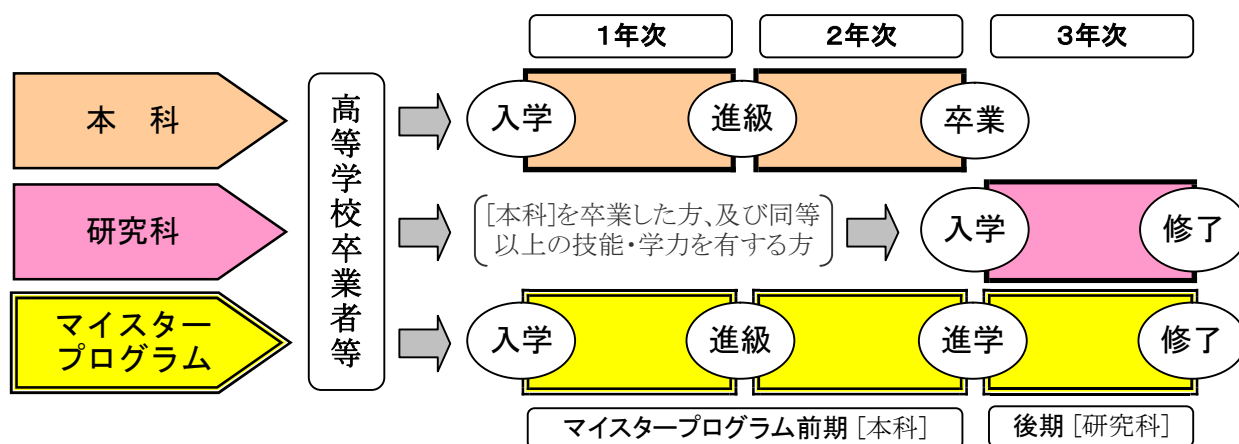 1年次
2年次
3年次
本 科
高等学校卒業者等
入学
進級
卒業
研究科
[本科]を卒業した方、及び同等
以上の技能・学力を有する方
入学
修了
マイスター
プログラム
入学
進級
進学
修了
マイスタープログラム前期 [本科]
後期 [研究科]